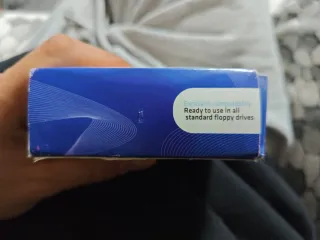 Ready to use in all
standard floppy drives